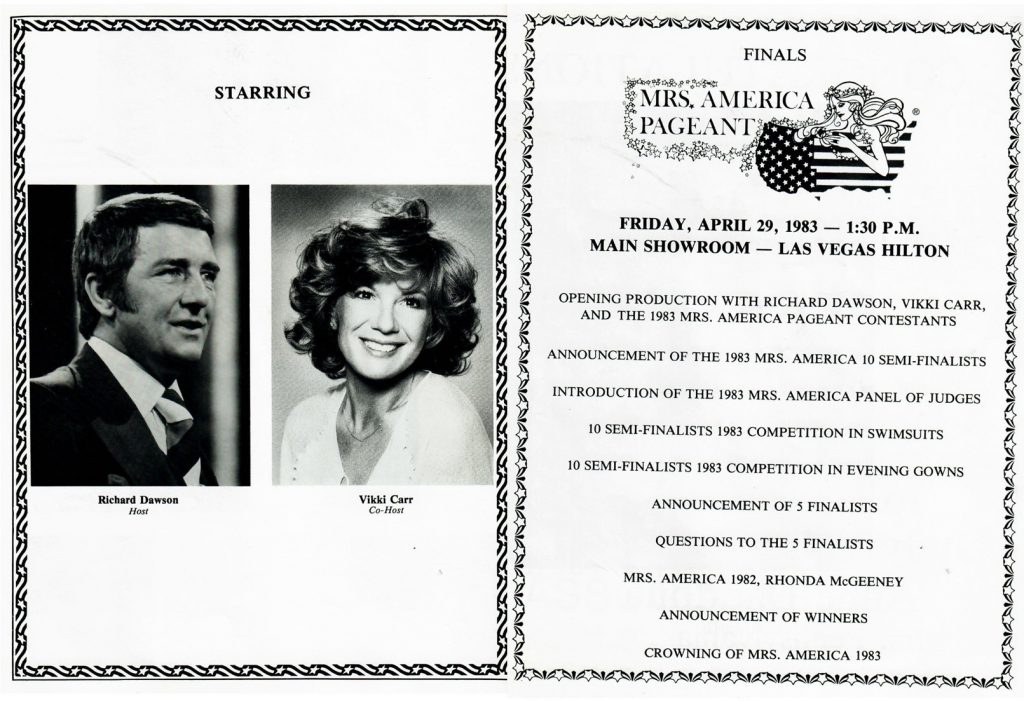 STARRING
Richard Dawson
Host
Vikki Carr
Co-Host
FINALS
MRS. AMERICA
PAGEANT
®
FRIDAY, APRIL 29, 1983 — 1:30 P.M.
MAIN SHOWROOM — LAS VEGAS HILTON
OPENING PRODUCTION WITH RICHARD DAWSON, VIKKI CARR,
AND THE 1983 MRS. AMERICA PAGEANT CONTESTANTS
ANNOUNCEMENT OF THE 1983 MRS. AMERICA 10 SEMI-FINALISTS
INTRODUCTION OF THE 1983 MRS. AMERICA PANEL OF JUDGES
10 SEMI-FINALISTS 1983 COMPETITION IN SWIMSUITS
10 SEMI-FINALISTS 1983 COMPETITION IN EVENING GOWNS
ANNOUNCEMENT OF 5 FINALISTS
QUESTIONS TO THE 5 FINALISTS
MRS. AMERICA 1982, RHONDA McGEENEY
ANNOUNCEMENT OF WINNERS
CROWNING OF MRS. AMERICA 1983